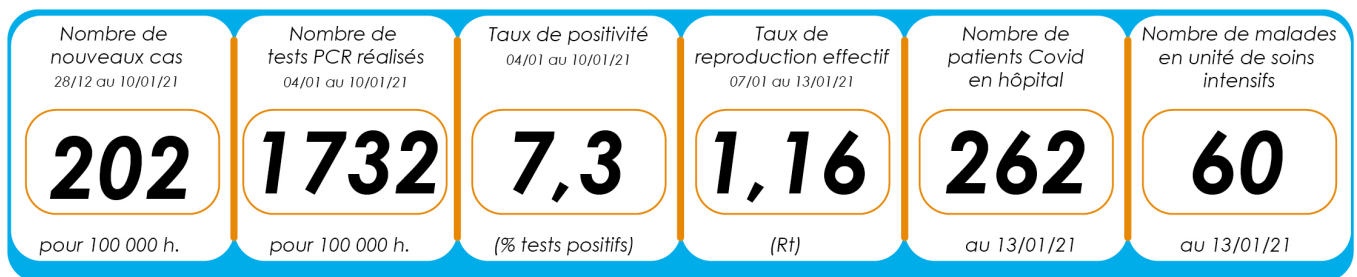 Nombre de
nouveaux cas
28/12 au 10/01/21
202
pour 100 000 h.
Nombre de
tests PCR réalisés
04/01 au 10/01/21
1732
pour 100 000 h.
Taux de positivité
04/01 au 10/01/21
7,3
(% tests positifs)
Taux de
reproduction effectif
07/01 au 13/01/21
1,16
(Rt)
Nombre de
patients Covid
en hôpital
262
au 13/01/21
Nombre de malades
en unité de soins
intensifs
60
au 13/01/21